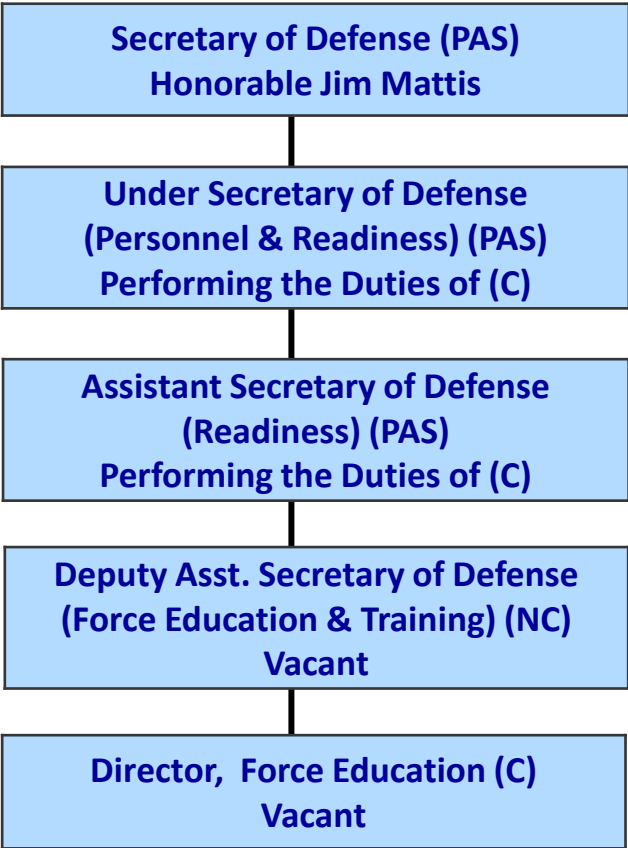 Secretary of Defense (PAS)
Honorable Jim Mattis
Under Secretary of Defense
(Personnel & Readiness) (PAS)
Performing the Duties of (C)
Assistant Secretary of Defense
(Readiness) (PAS)
Performing the Duties of (C)
Deputy Asst. Secretary of Defense
(Force Education & Training) (NC)
Vacant
Director, Force Education (C)
Vacant